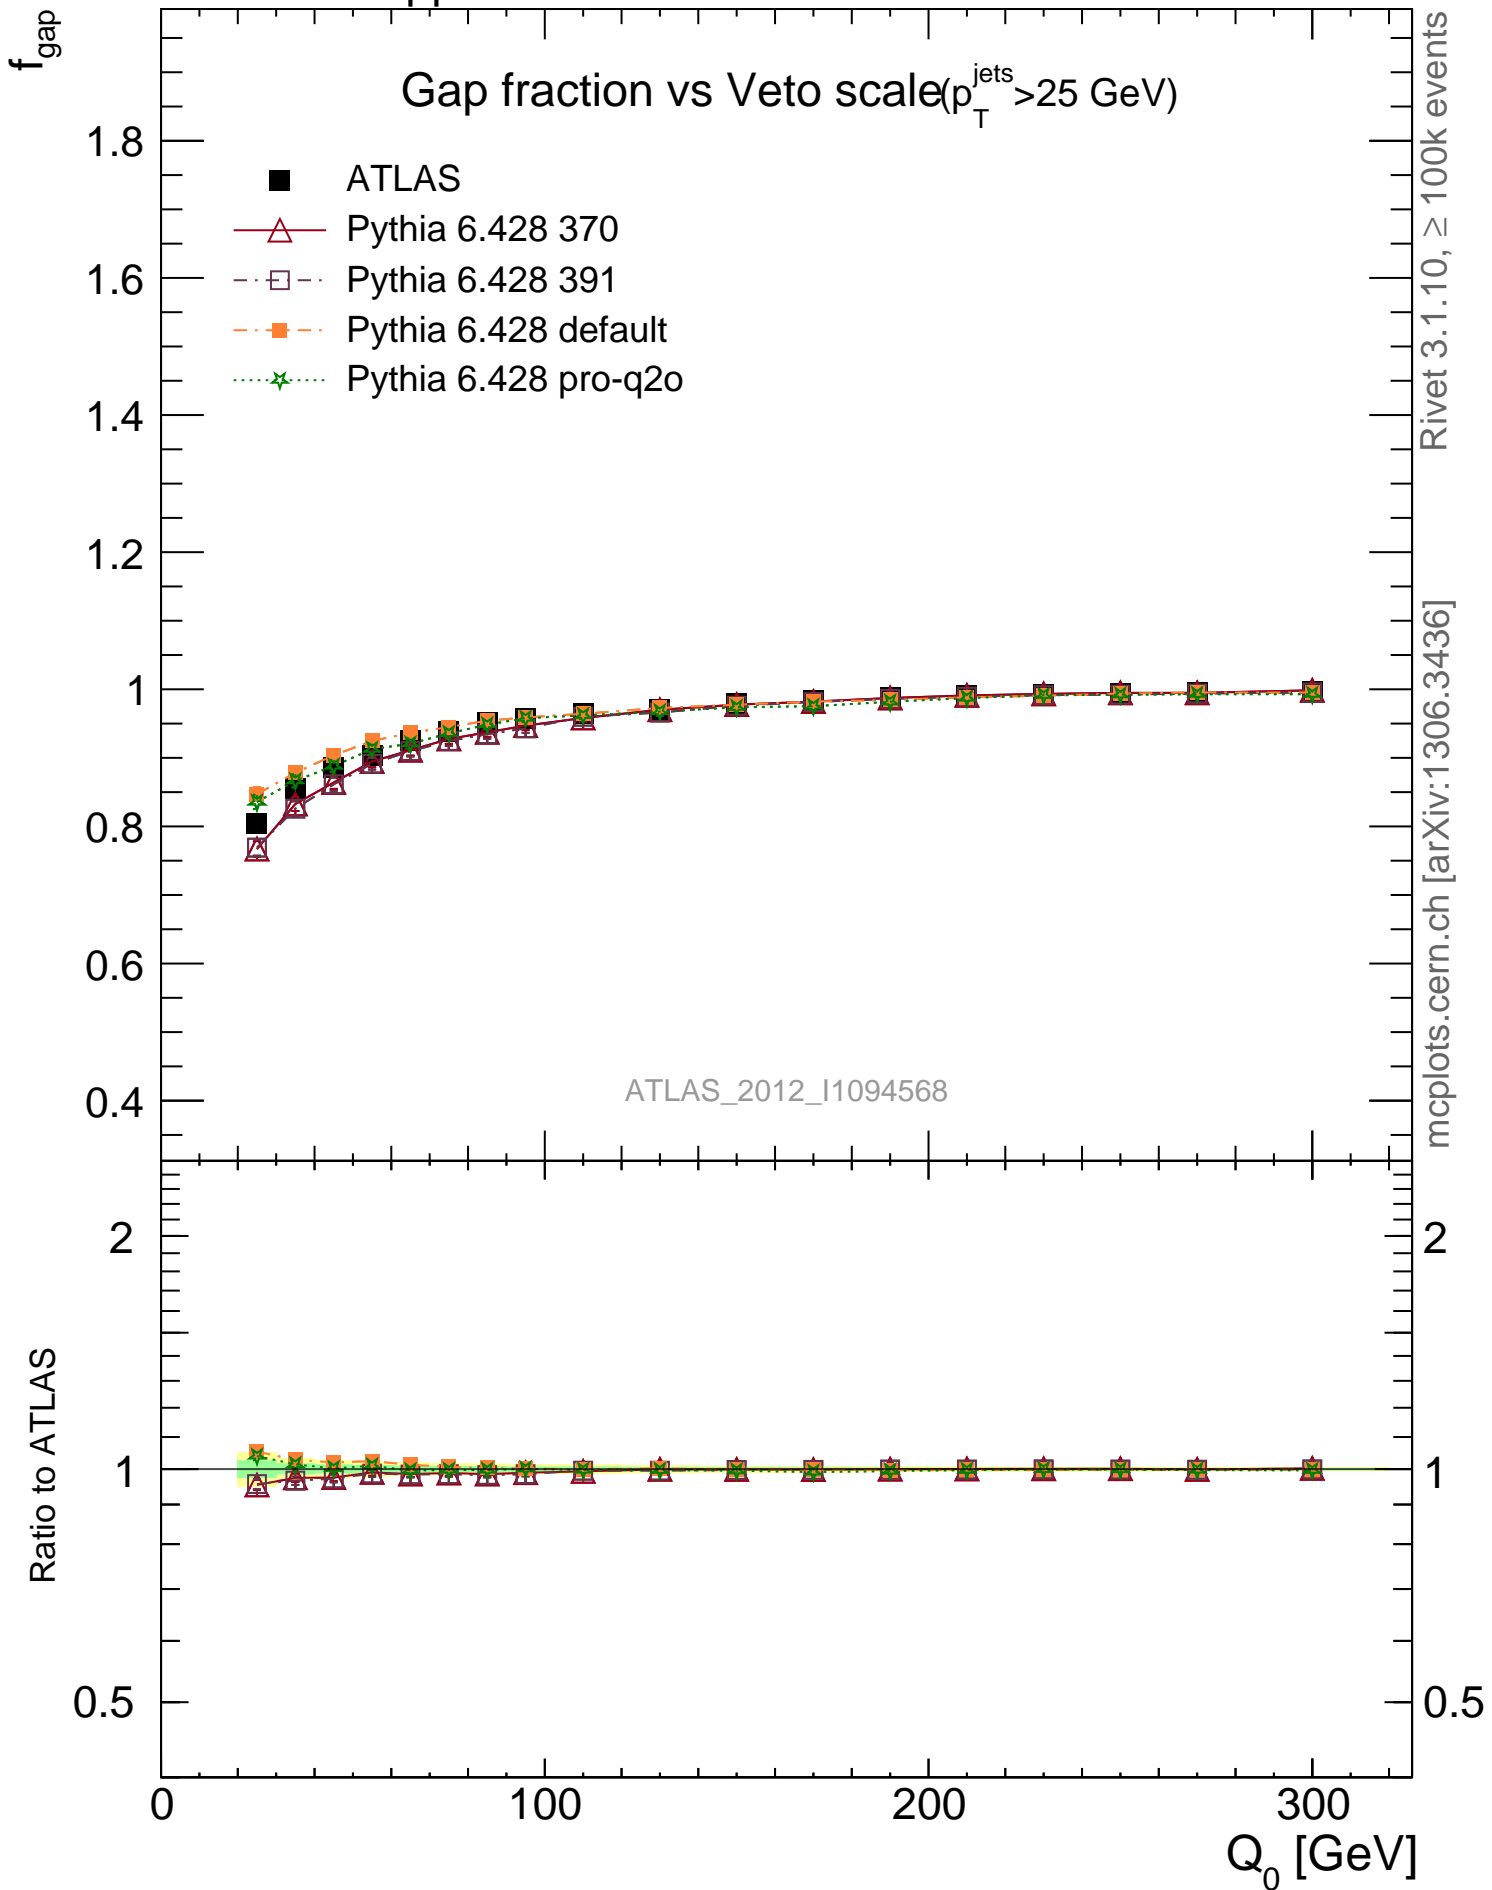 f_gap
Gap fraction vs Veto scale(p_T^jets>25 GeV)
ATLAS
Pythia 6.428 370
Pythia 6.428 391
Pythia 6.428 default
Pythia 6.428 pro-q2o
1.8
1.6
1.4
1.2
1
0.8
0.6
0.4
ATLAS_2012_I1094568
Rivet 3.1.10, ≥ 100k events
mcplots.cern.ch [arXiv:1306.3436]
Ratio to ATLAS
2
1
0.5
2
1
0.5
0
100
200
300
Q_0 [GeV]